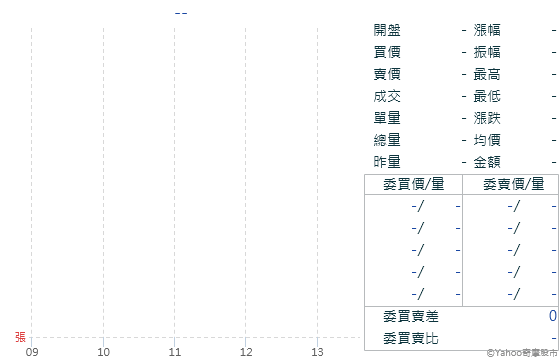 --
開盤 - 漲幅 -
買價 - 振幅 -
賣價 - 最高 -
成交 - 最低 -
單量 - 漲跌 -
總量 - 均價 -
昨量 - 金額 -
委買價/量 委賣價/量
-/ - -/ -
-/ - -/ -
-/ - -/ -
-/ - -/ -
-/ - -/ -
委買賣差 0
委買賣比 -
張
09 10 11 12 13
©Yahoo奇摩股市